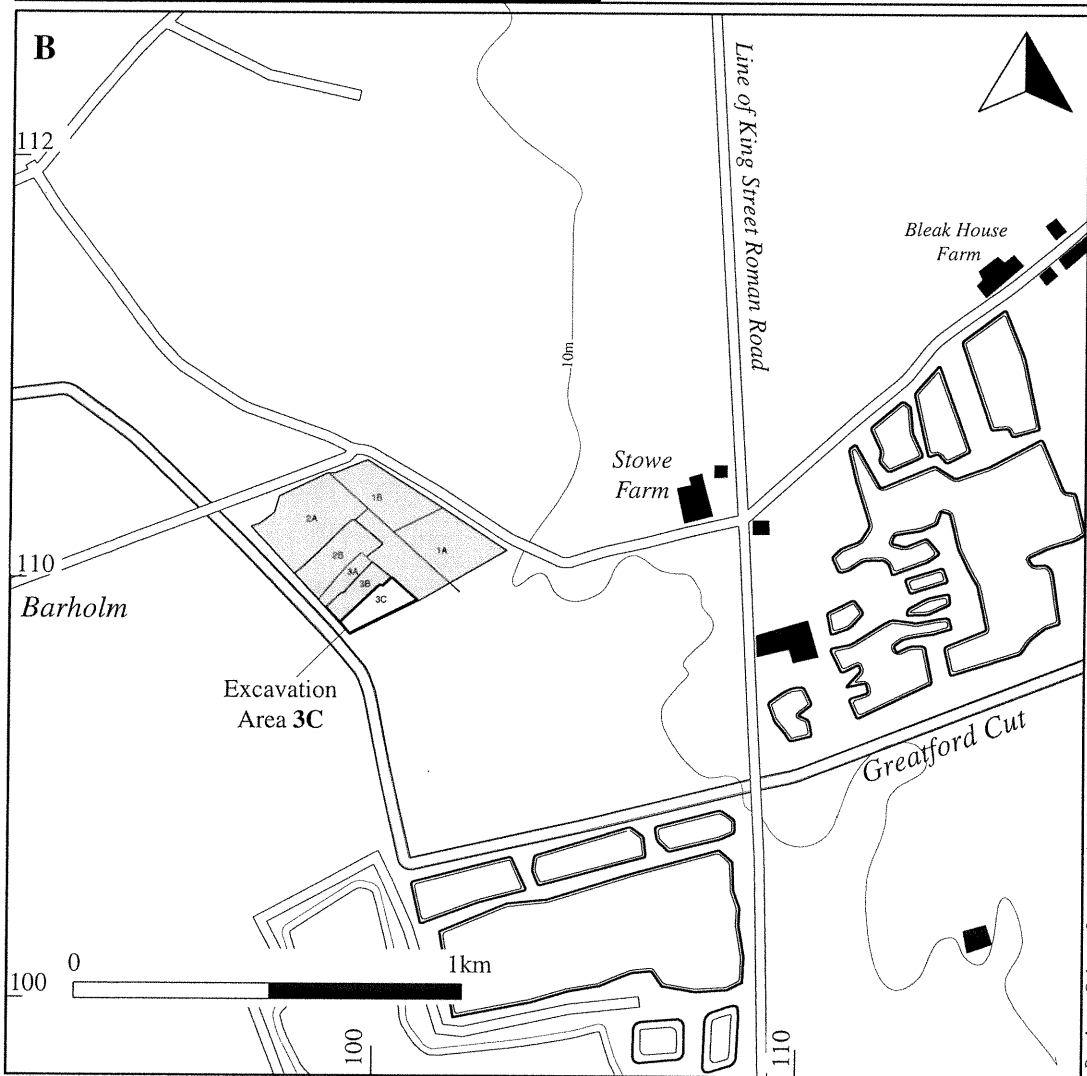 B
112
Line of King Street Roman Road
Bleak House
Farm
10m
Stowe
Farm
1B
2A
1A
2B
3A
3B
3C
110
Barholm
Excavation
Area 3C
Greatford Cut
0
1km
100
100
110